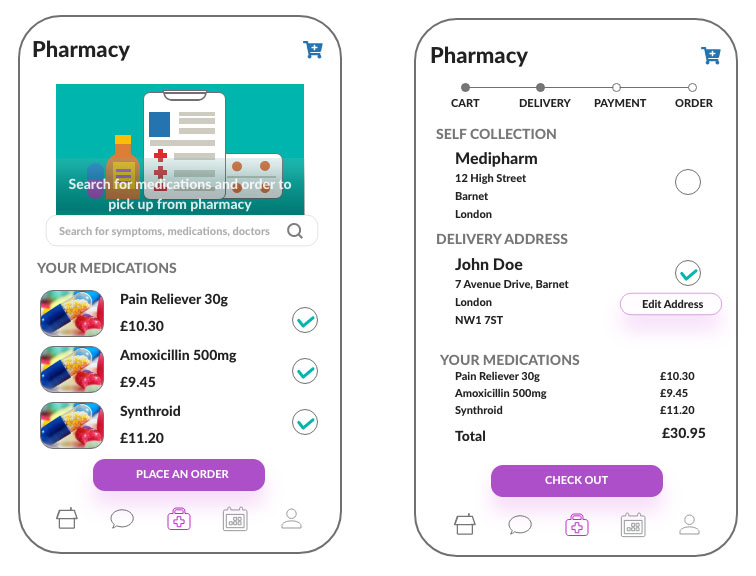 Pharmacy
Search for medications and order to
pick up from pharmacy
Search for symptoms, medications, doctors
YOUR MEDICATIONS
Pain Reliever 30g
£10.30
Amoxicillin 500mg
£9.45
Synthroid
£11.20
PLACE AN ORDER
Pharmacy
CART DELIVERY PAYMENT ORDER
SELF COLLECTION
Medipharm
12 High Street
Barnet
London
DELIVERY ADDRESS
John Doe
7 Avenue Drive, Barnet
London
Edit Address
NW1 7ST
YOUR MEDICATIONS
Pain Reliever 30g £10.30
Amoxicillin 500mg £9.45
Synthroid £11.20
Total £30.95
CHECK OUT